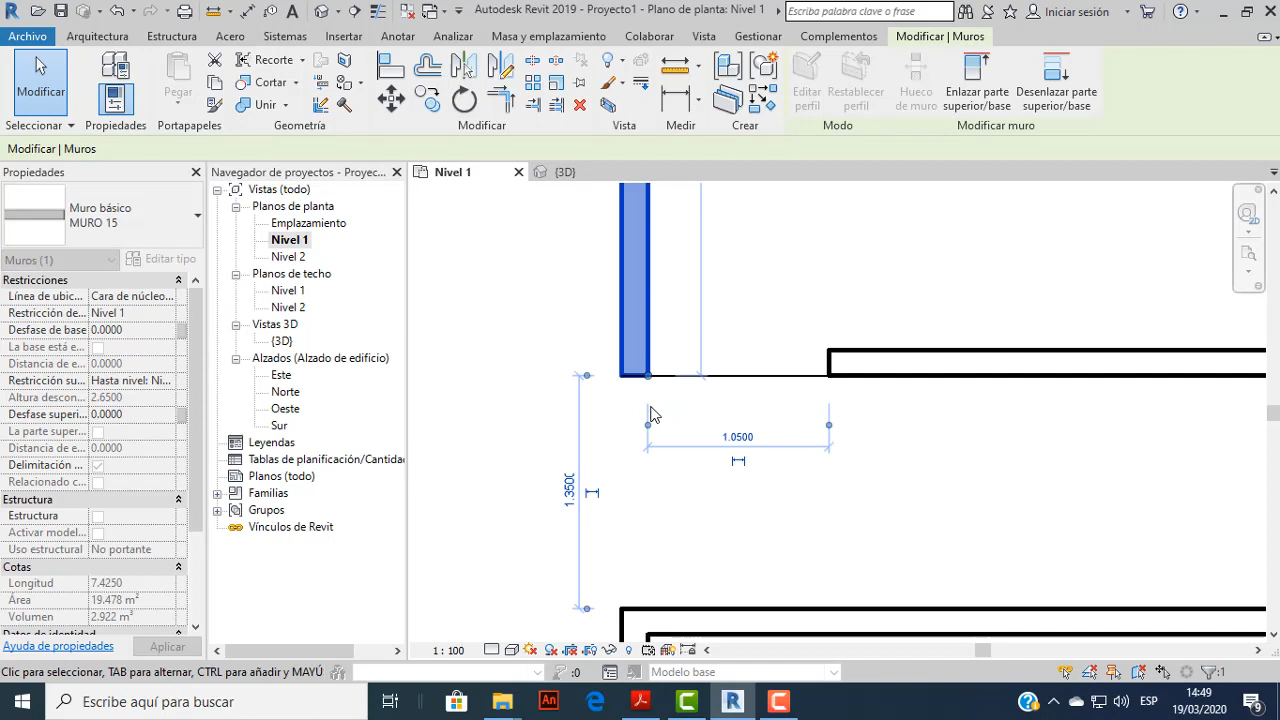 Autodesk Revit 2019 - Proyecto1 - Plano de planta: Nivel 1
Escriba palabra clave o frase
Iniciar sesión
Archivo Arquitectura Estructura Acero Sistemas Insertar Anotar Analizar Masa y emplazamiento Colaborar Vista Gestionar Complementos Modificar | Muros
Modificar
Pegar
Recorte
Cortar
Unir
Editar perfil
Restablecer perfil
Hueco de muro
Enlazar parte superior/base
Desenlazar parte superior/base
Seleccionar Propiedades Portapapeles Geometría Modificar Vista Medir Crear Modo Modificar muro
Modificar | Muros
Propiedades
Muro básico
MURO 15
Muros (1)
Editar tipo
Restricciones
Línea de ubic... Cara de núcleo...
Restricción de... Nivel 1
Desfase de base 0.0000
La base está e...
Distancia de e... 0.0000
Restricción su... Hasta nivel: Ni...
Altura descon... 2.6500
Desfase superi... 0.0000
La parte superi...
Distancia de e... 0.0000
Delimitación ...
Relacionado c...
Estructura
Estructura
Activar model...
Uso estructural No portante
Cotas
Longitud 7.4250
Área 19.478 m²
Volumen 2.922 m³
Datos de identidad
Ayuda de propiedades
Aplicar
Navegador de proyectos - Proyec...
Vistas (todo)
Planos de planta
Emplazamiento
Nivel 1
Nivel 2
Planos de techo
Nivel 1
Nivel 2
Vistas 3D
{3D}
Alzados (Alzado de edificio)
Este
Norte
Oeste
Sur
Leyendas
Tablas de planificación/Cantidad
Planos (todo)
Familias
Grupos
Vínculos de Revit
Nivel 1
{3D}
2D
1.0500
1.3500
1 : 100
Clic para seleccionar, TAB para alternar, CTRL para añadir y MAYÚ
:0
Modelo base
:1
Escribe aquí para buscar
An
R
ESP
14:49
19/03/2020
9